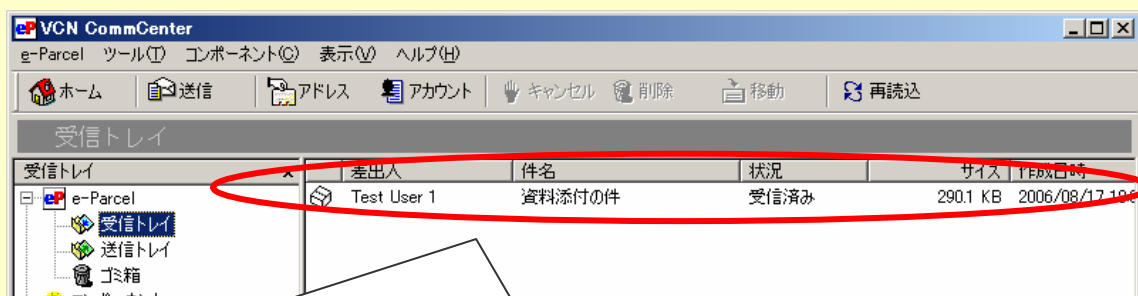 eP VCN CommCenter
e-Parcel ツール(T) コンポーネント(C) 表示(V) ヘルプ(H)
ホーム 送信 アドレス アカウント キャンセル 削除 移動 再読込
受信トレイ
受信トレイ x 差出人 件名 状況 サイズ 作成日時
eP e-Parcel Test User 1 資料添付の件 受信済み 290.1 KB 2006/08/17
受信トレイ
送信トレイ
ゴミ箱